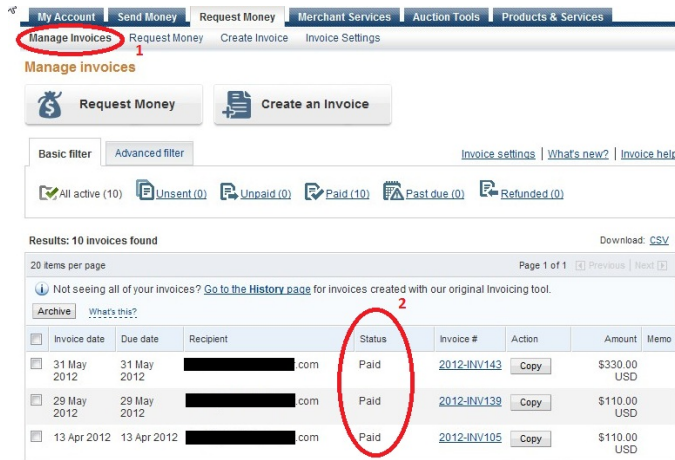 My Account Send Money Request Money Merchant Services Auction Tools Products & Services
Manage Invoices Request Money Create Invoice Invoice Settings
1
Manage invoices
Request Money Create an Invoice
Basic filter Advanced filter Invoice settings What's new? Invoice help
All active (10) Unsent (0) Unpaid (0) Paid (10) Past due (0) Refunded (0)
Results: 10 invoices found Download: CSV
20 items per page Page 1 of 1 Previous Next
Not seeing all of your invoices? Go to the History page for invoices created with our original Invoicing tool.
Archive What's this? 2
Invoice date Due date Recipient Status Invoice # Action Amount Memo
31 May 2012 31 May 2012 .com Paid 2012-INV143 Copy $330.00 USD
29 May 2012 29 May 2012 .com Paid 2012-INV139 Copy $110.00 USD
13 Apr 2012 13 Apr 2012 .com Paid 2012-INV105 Copy $110.00 USD